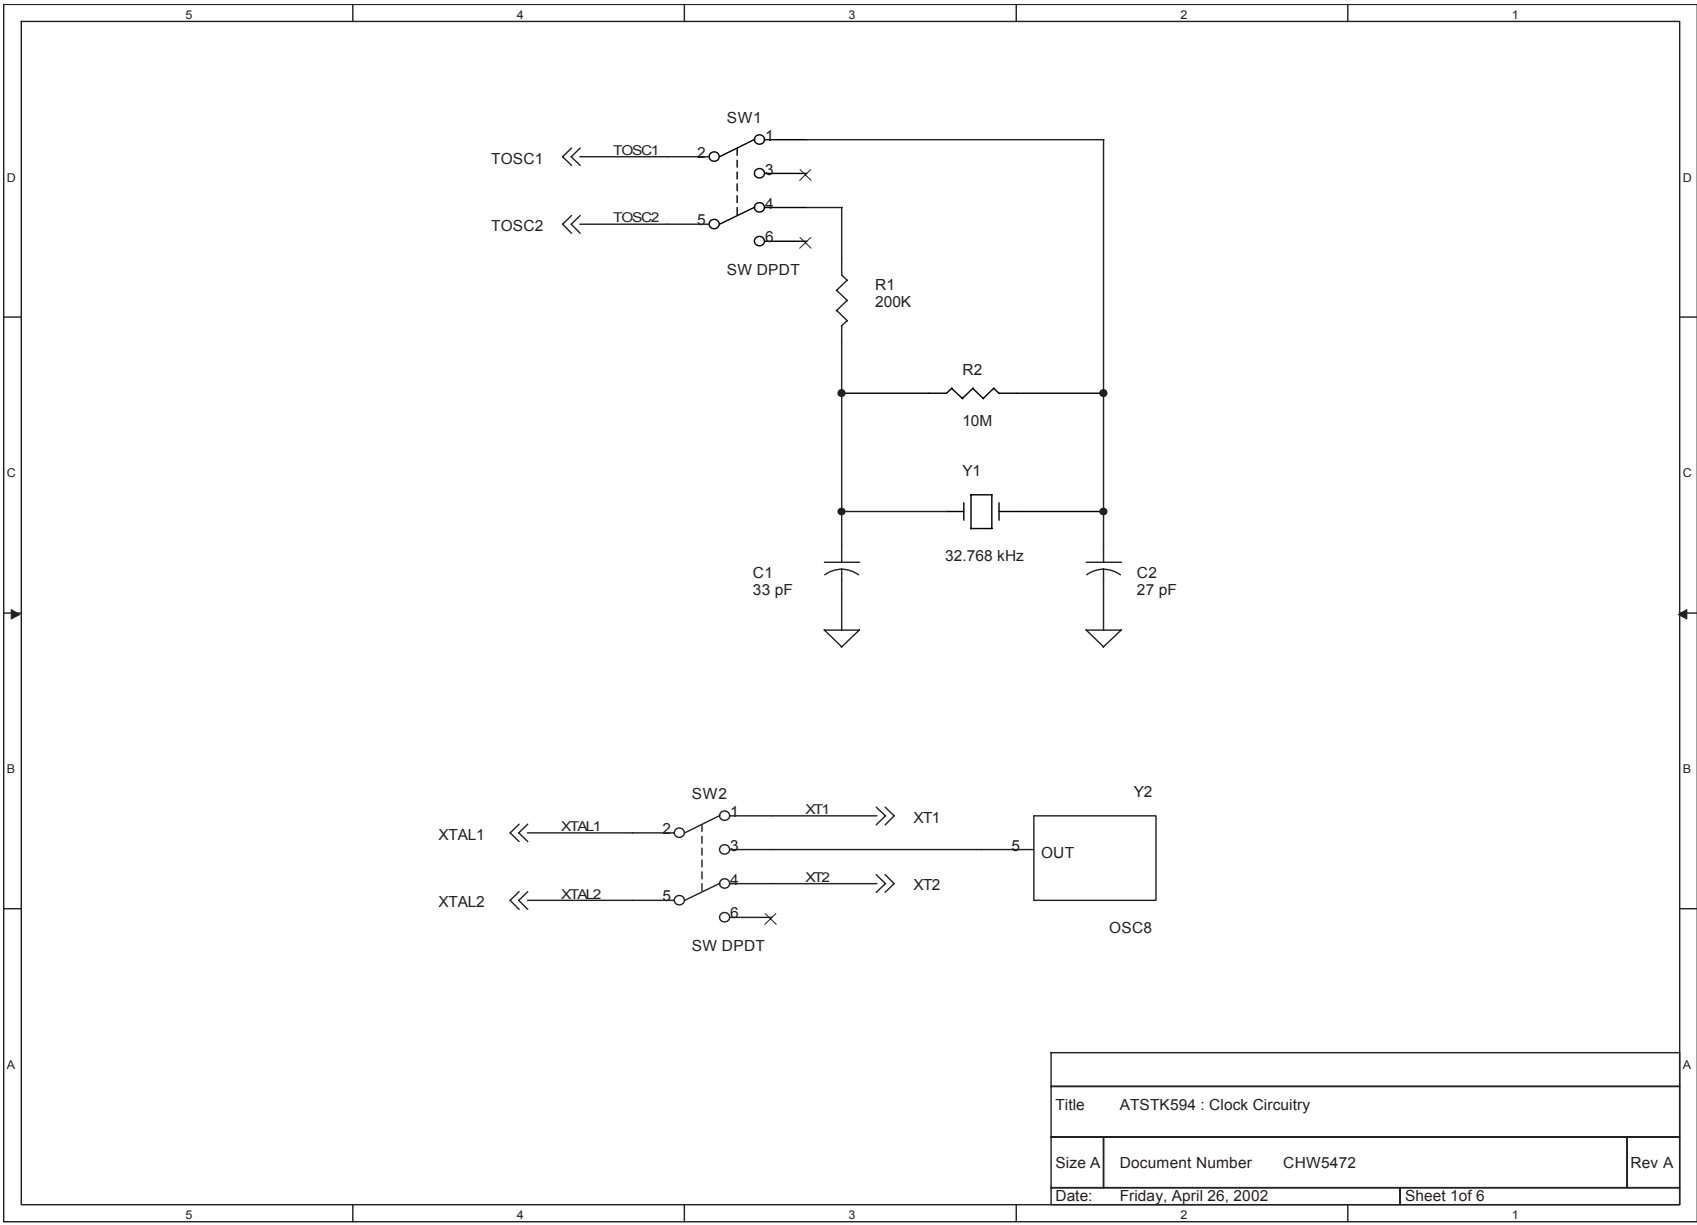 5 4 3 2 1
D D
C C
B B
A A
SW1
1
TOSC1 TOSC1 2
3
4
TOSC2 TOSC2 5
6
SW DPDT
R1
200K
R2
10M
Y1
32.768 kHz
C1
33 pF
C2
27 pF
SW2
Y2
1 XT1 XT1
XTAL1 XTAL1 2
3 5 OUT
4 XT2 XT2
XTAL2 XTAL2 5
6
OSC8
SW DPDT
Title ATSTK594 : Clock Circuitry
Size A Document Number CHW5472 Rev A
Date: Friday, April 26, 2002 Sheet 1of 6
5 4 3 2 1